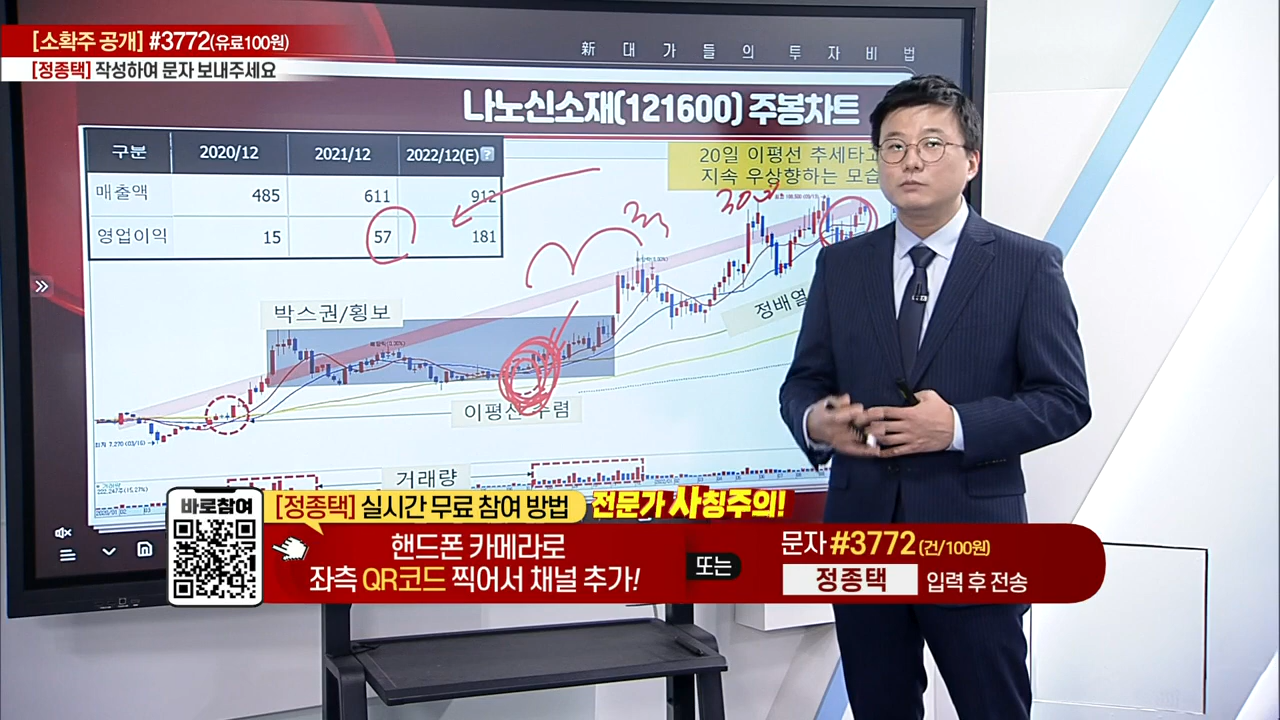 [소확주 공개] #3772(유료100원)
[정종택] 작성하여 문자 보내주세요
新 대 가 들 의 투 자 비 법
나노신소재(121600) 주봉차트
구분 2020/12 2021/12 2022/12(E)?
매출액 485 611 912
영업이익 15 57 181
20일 이평선 추세타고
지속 우상향하는 모습
박스권/횡보
정배열
이평선 수렴
최저 7,270 (03/16)
거래량
바로참여
[정종택] 실시간 무료 참여 방법 전문가 사칭주의!
핸드폰 카메라로
좌측 QR코드 찍어서 채널 추가!
또는
문자 #3772 (건/100원)
정종택 입력 후 전송